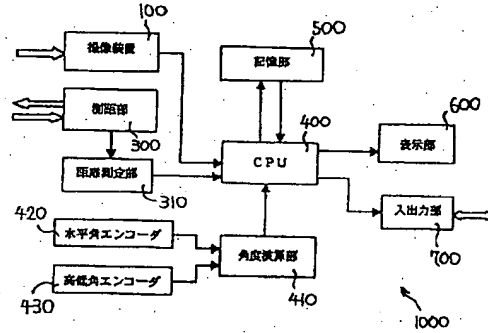 100
撮像装置
500
記憶部
測距部
300
400
CPU
600
表示部
距離測定部
310
420
水平角エンコーダ
入出力部
700
角度演算部
410
高低角エンコーダ
430
1000